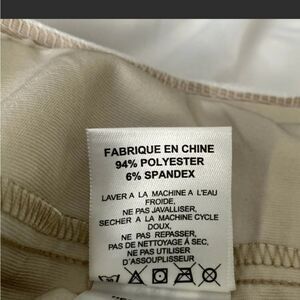 FABRIQUE EN CHINE
94% POLYESTER
6% SPANDEX
LAVER A LA MACHINE A L'EAU
FROIDE,
NE PAS JAVALLISER,
SECHER A LA MACHINE CYCLE
DOUX,
NE PAS REPASSER,
PAS DE NETTOYAGE À SEC,
NE PAS UTILISER
D'ASSOUPLISSEUR